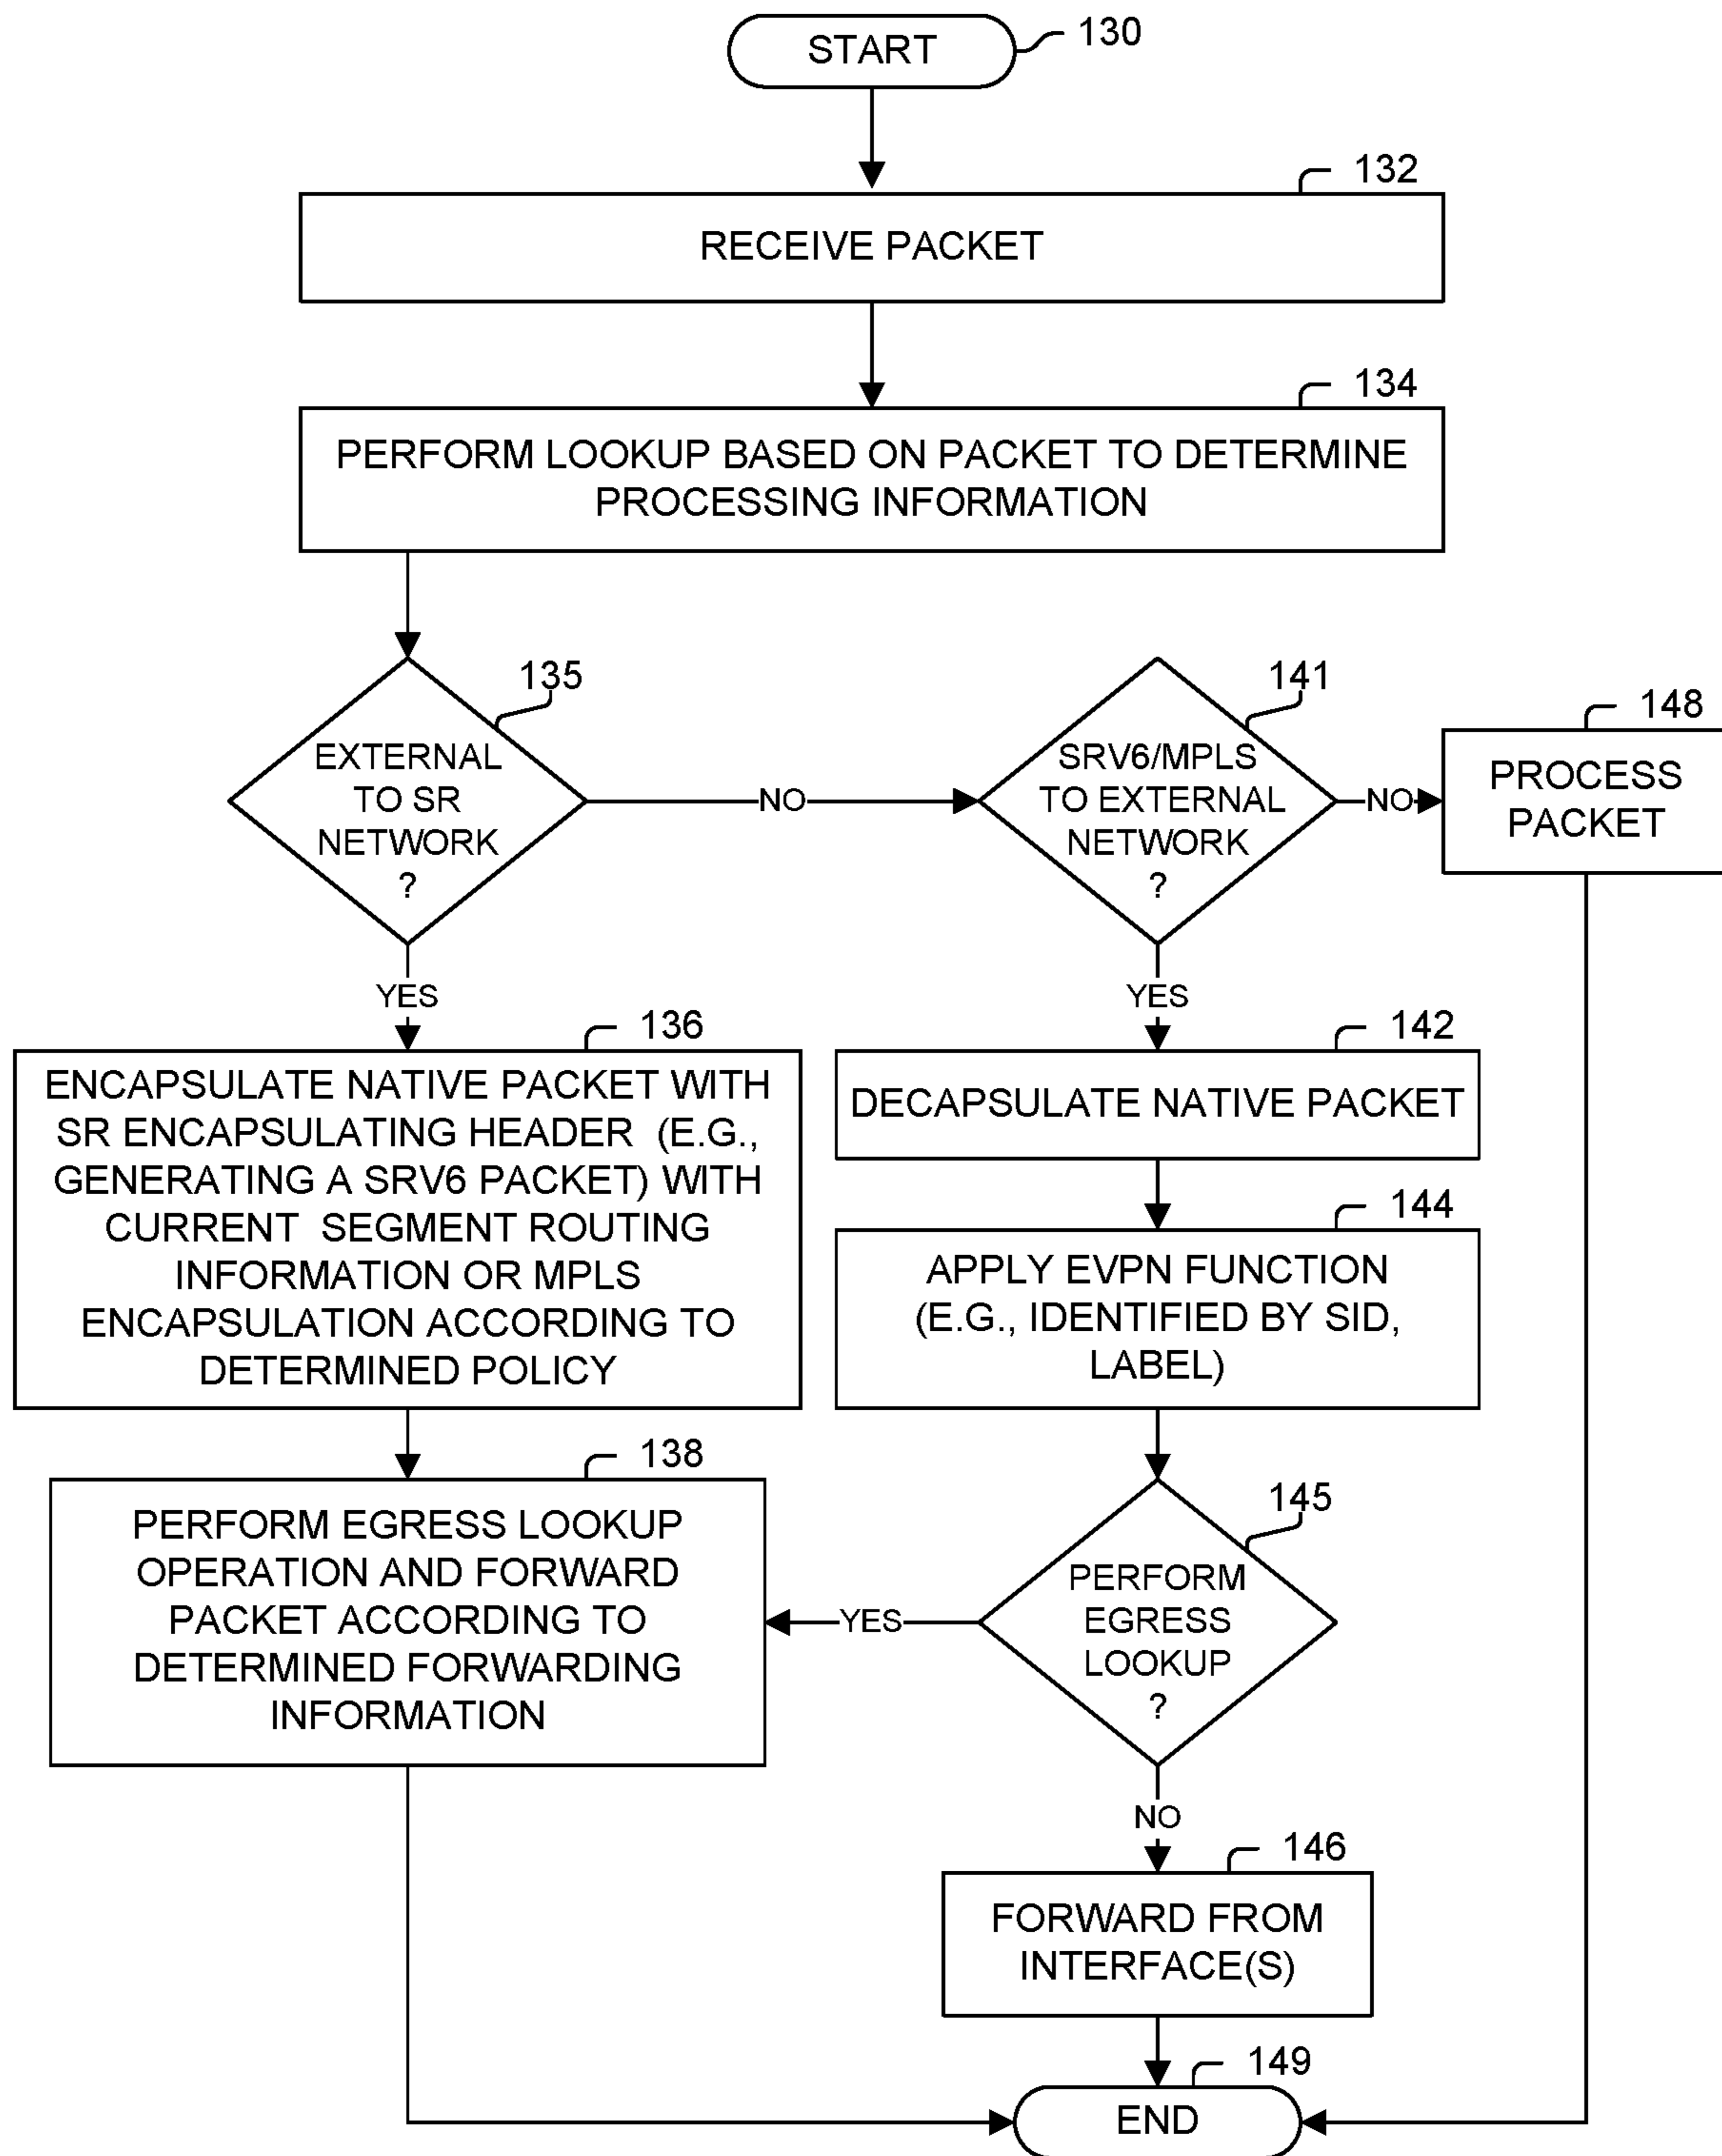 START
130
132
RECEIVE PACKET
134
PERFORM LOOKUP BASED ON PACKET TO DETERMINE
PROCESSING INFORMATION
135
EXTERNAL
TO SR
NETWORK
?
NO
141
SRV6/MPLS
TO EXTERNAL
NETWORK
?
NO
148
PROCESS
PACKET
YES
136
ENCAPSULATE NATIVE PACKET WITH
SR ENCAPSULATING HEADER (E.G.,
GENERATING A SRV6 PACKET) WITH
CURRENT SEGMENT ROUTING
INFORMATION OR MPLS
ENCAPSULATION ACCORDING TO
DETERMINED POLICY
YES
142
DECAPSULATE NATIVE PACKET
144
APPLY EVPN FUNCTION
(E.G., IDENTIFIED BY SID,
LABEL)
138
PERFORM EGRESS LOOKUP
OPERATION AND FORWARD
PACKET ACCORDING TO
DETERMINED FORWARDING
INFORMATION
145
PERFORM
EGRESS
LOOKUP
?
YES
NO
146
FORWARD FROM
INTERFACE(S)
149
END